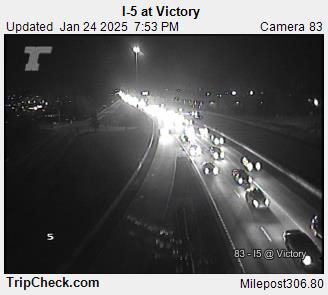 I-5 at Victory
Updated Jan 24 2025 7:53 PM Camera 83
T
S
83 - I5 @ Victory
TripCheck.com Milepost306.80